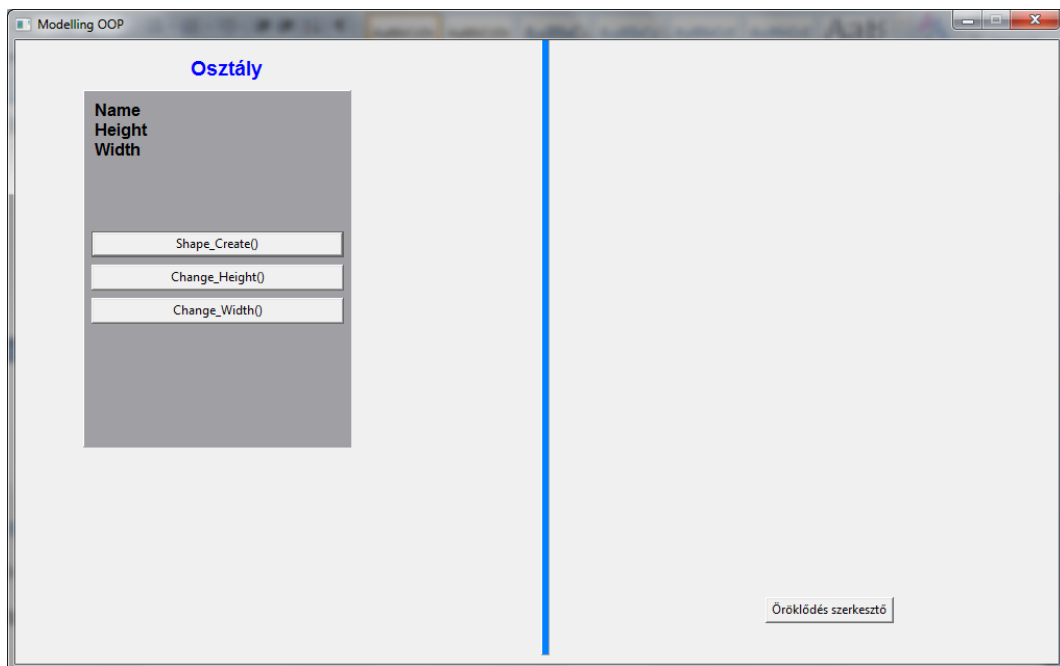 Modelling OOP
Osztály
Name
Height
Width
Shape_Create()
Change_Height()
Change_Width()
Öröklődés szerkesztő